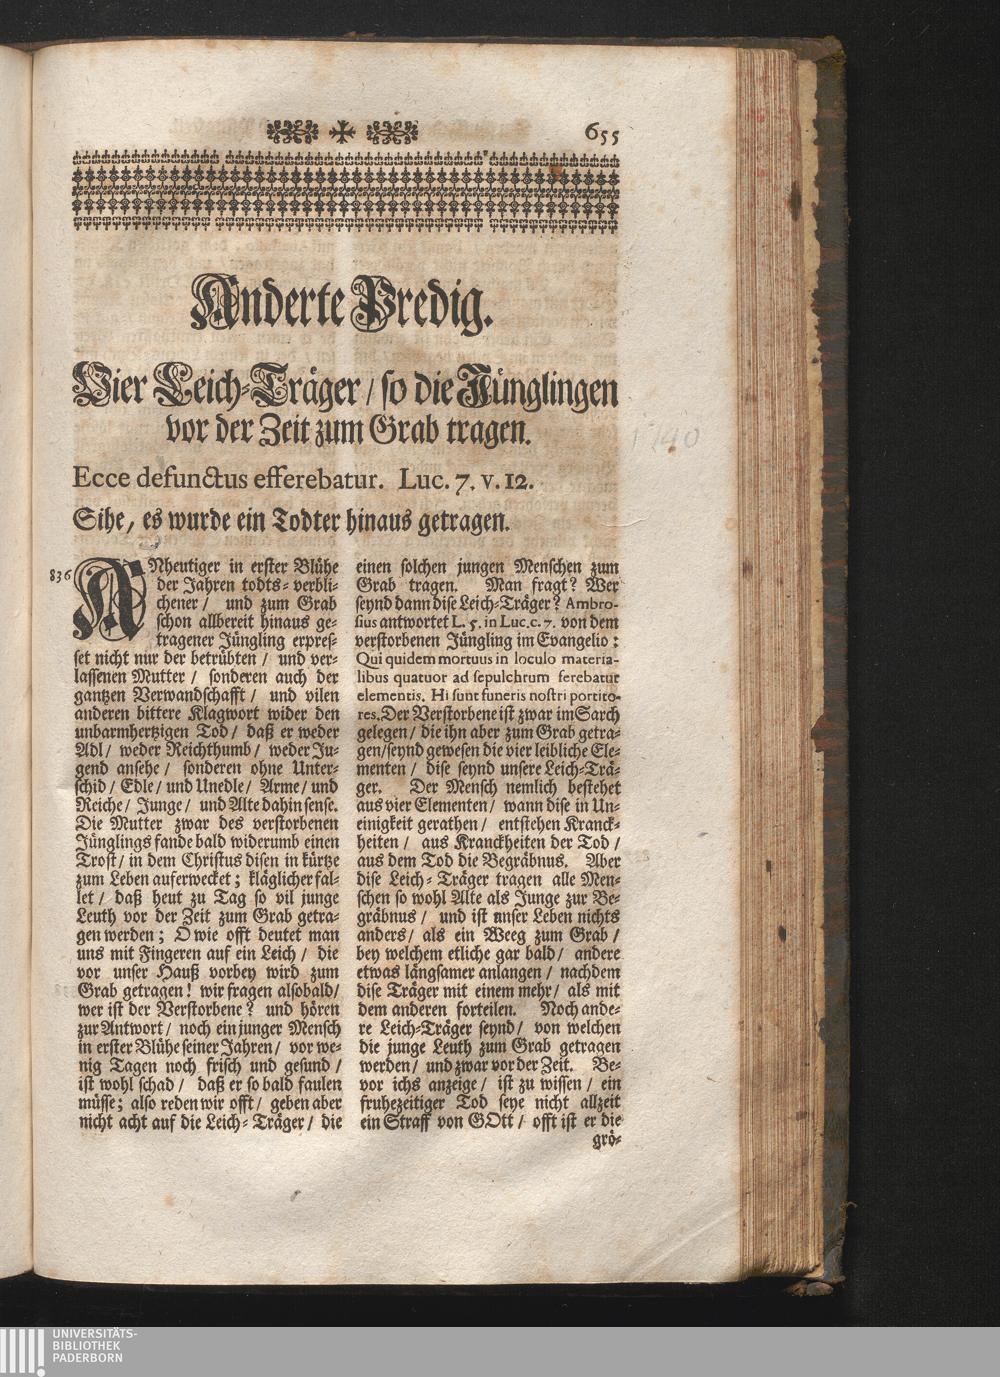 655
Anderte Predig.
Vier Leich-Träger / so die Jünglingen
vor der Zeit zum Grab tragen.
1740
Ecce defunctus efferebatur. Luc. 7. v. 12.
Sihe, es wurde ein Todter hinaus getragen.
836
ANheutiger in erster Blühe
der Jahren todts-verbli-
chener / und zum Grab
schon allbereit hinaus ge-
tragener Jüngling erpres-
set nicht nur der betrübten / und ver-
lassenen Mutter / sonderen auch der
gantzen Verwandschafft / und vilen
anderen bittere Klagwort wider den
unbarmhertzigen Tod / daß er weder
Adl / weder Reichthumb / weder Ju-
gend ansehe / sonderen ohne Unter-
schid / Edle / und Unedle / Arme / und
Reiche / Junge / und Alte dahin sense.
Die Mutter zwar des verstorbenen
Jünglings fande bald widerumb einen
Trost / in dem Christus disen in kürtze
zum Leben auferwecket ; kläglicher fal-
let / daß heut zu Tag so vil junge
Leuth vor der Zeit zum Grab getra-
gen werden ; O wie offt deutet man
uns mit Fingeren auf ein Leich / die
vor unser Hauß vorbey wird zum
Grab getragen! wir fragen alsobald /
wer ist der Verstorbene? und hören
zur Antwort / noch ein junger Mensch
in erster Blühe seiner Jahren / vor we-
nig Tagen noch frisch und gesund /
ist wohl schad / daß er so bald faulen
müsse ; also reden wir offt / geben aber
nicht acht auf die Leich-Träger / die
einen solchen jungen Menschen zum
Grab tragen. Man fragt? Wer
seynd dann dise Leich-Träger? Ambro-
sius antwortet L. 5. in Luc. c. 7. von dem
verstorbenen Jüngling im Evangelio :
Qui quidem mortuus in loculo materia-
libus quatuor ad sepulchrum ferebatur
elementis. Hi sunt funeris nostri portito-
res. Der Verstorbene ist zwar im Sarch
gelegen / die ihn aber zum Grab getra-
gen / seynd gewesen die vier leibliche Ele-
menten / dise seynd unsere Leich-Trä-
ger. Der Mensch nemlich bestehet
aus vier Elementen / wann dise in Un-
einigkeit gerathen / entstehen Kranck-
heiten / aus Kranckheiten der Tod /
aus dem Tod die Begräbnus. Aber
dise Leich-Träger tragen alle Men-
schen so wohl Alte als Junge zur Be-
gräbnus / und ist unser Leben nichts
anders / als ein Weeg zum Grab /
bey welchem etliche gar bald / andere
etwas längsamer anlangen / nachdem
dise Träger mit einem mehr / als mit
dem anderen forteilen. Noch ande-
re Leich-Träger seynd / von welchen
die junge Leuth zum Grab getragen
werden / und zwar vor der Zeit. Be-
vor ichs anzeige / ist zu wissen / ein
fruhezeitiger Tod seye nicht allzeit
ein Straff von GOtt / offt ist er die
grö-
UNIVERSITÄTS-
BIBLIOTHEK
PADERBORN